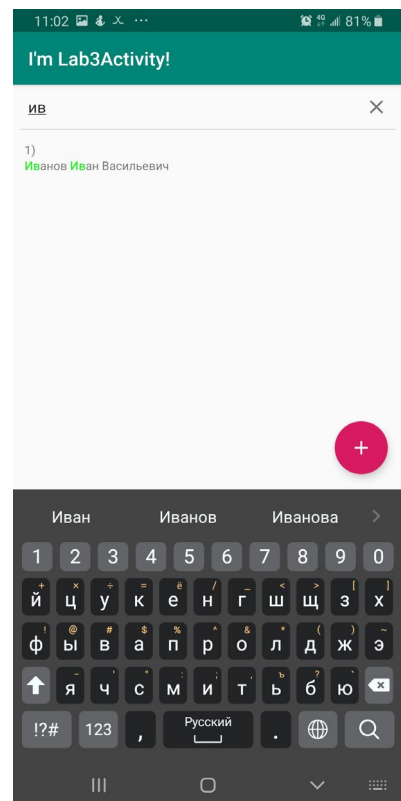 11:02 ... 4G 81%
I'm Lab3Activity!
ив
1)
Иванов Иван Васильевич
+
Иван Иванов Иванова >
1 2 3 4 5 6 7 8 9 0
+ × ÷ = ё / _ < > [ ]
й ц у к е н г ш щ з х
! @ # $ % ^ & * ( ) ~
ф ы в а п р о л д ж э
' " : ; ъ ? `
я ч с м и т ь б ю
!?# 123 , Русский .